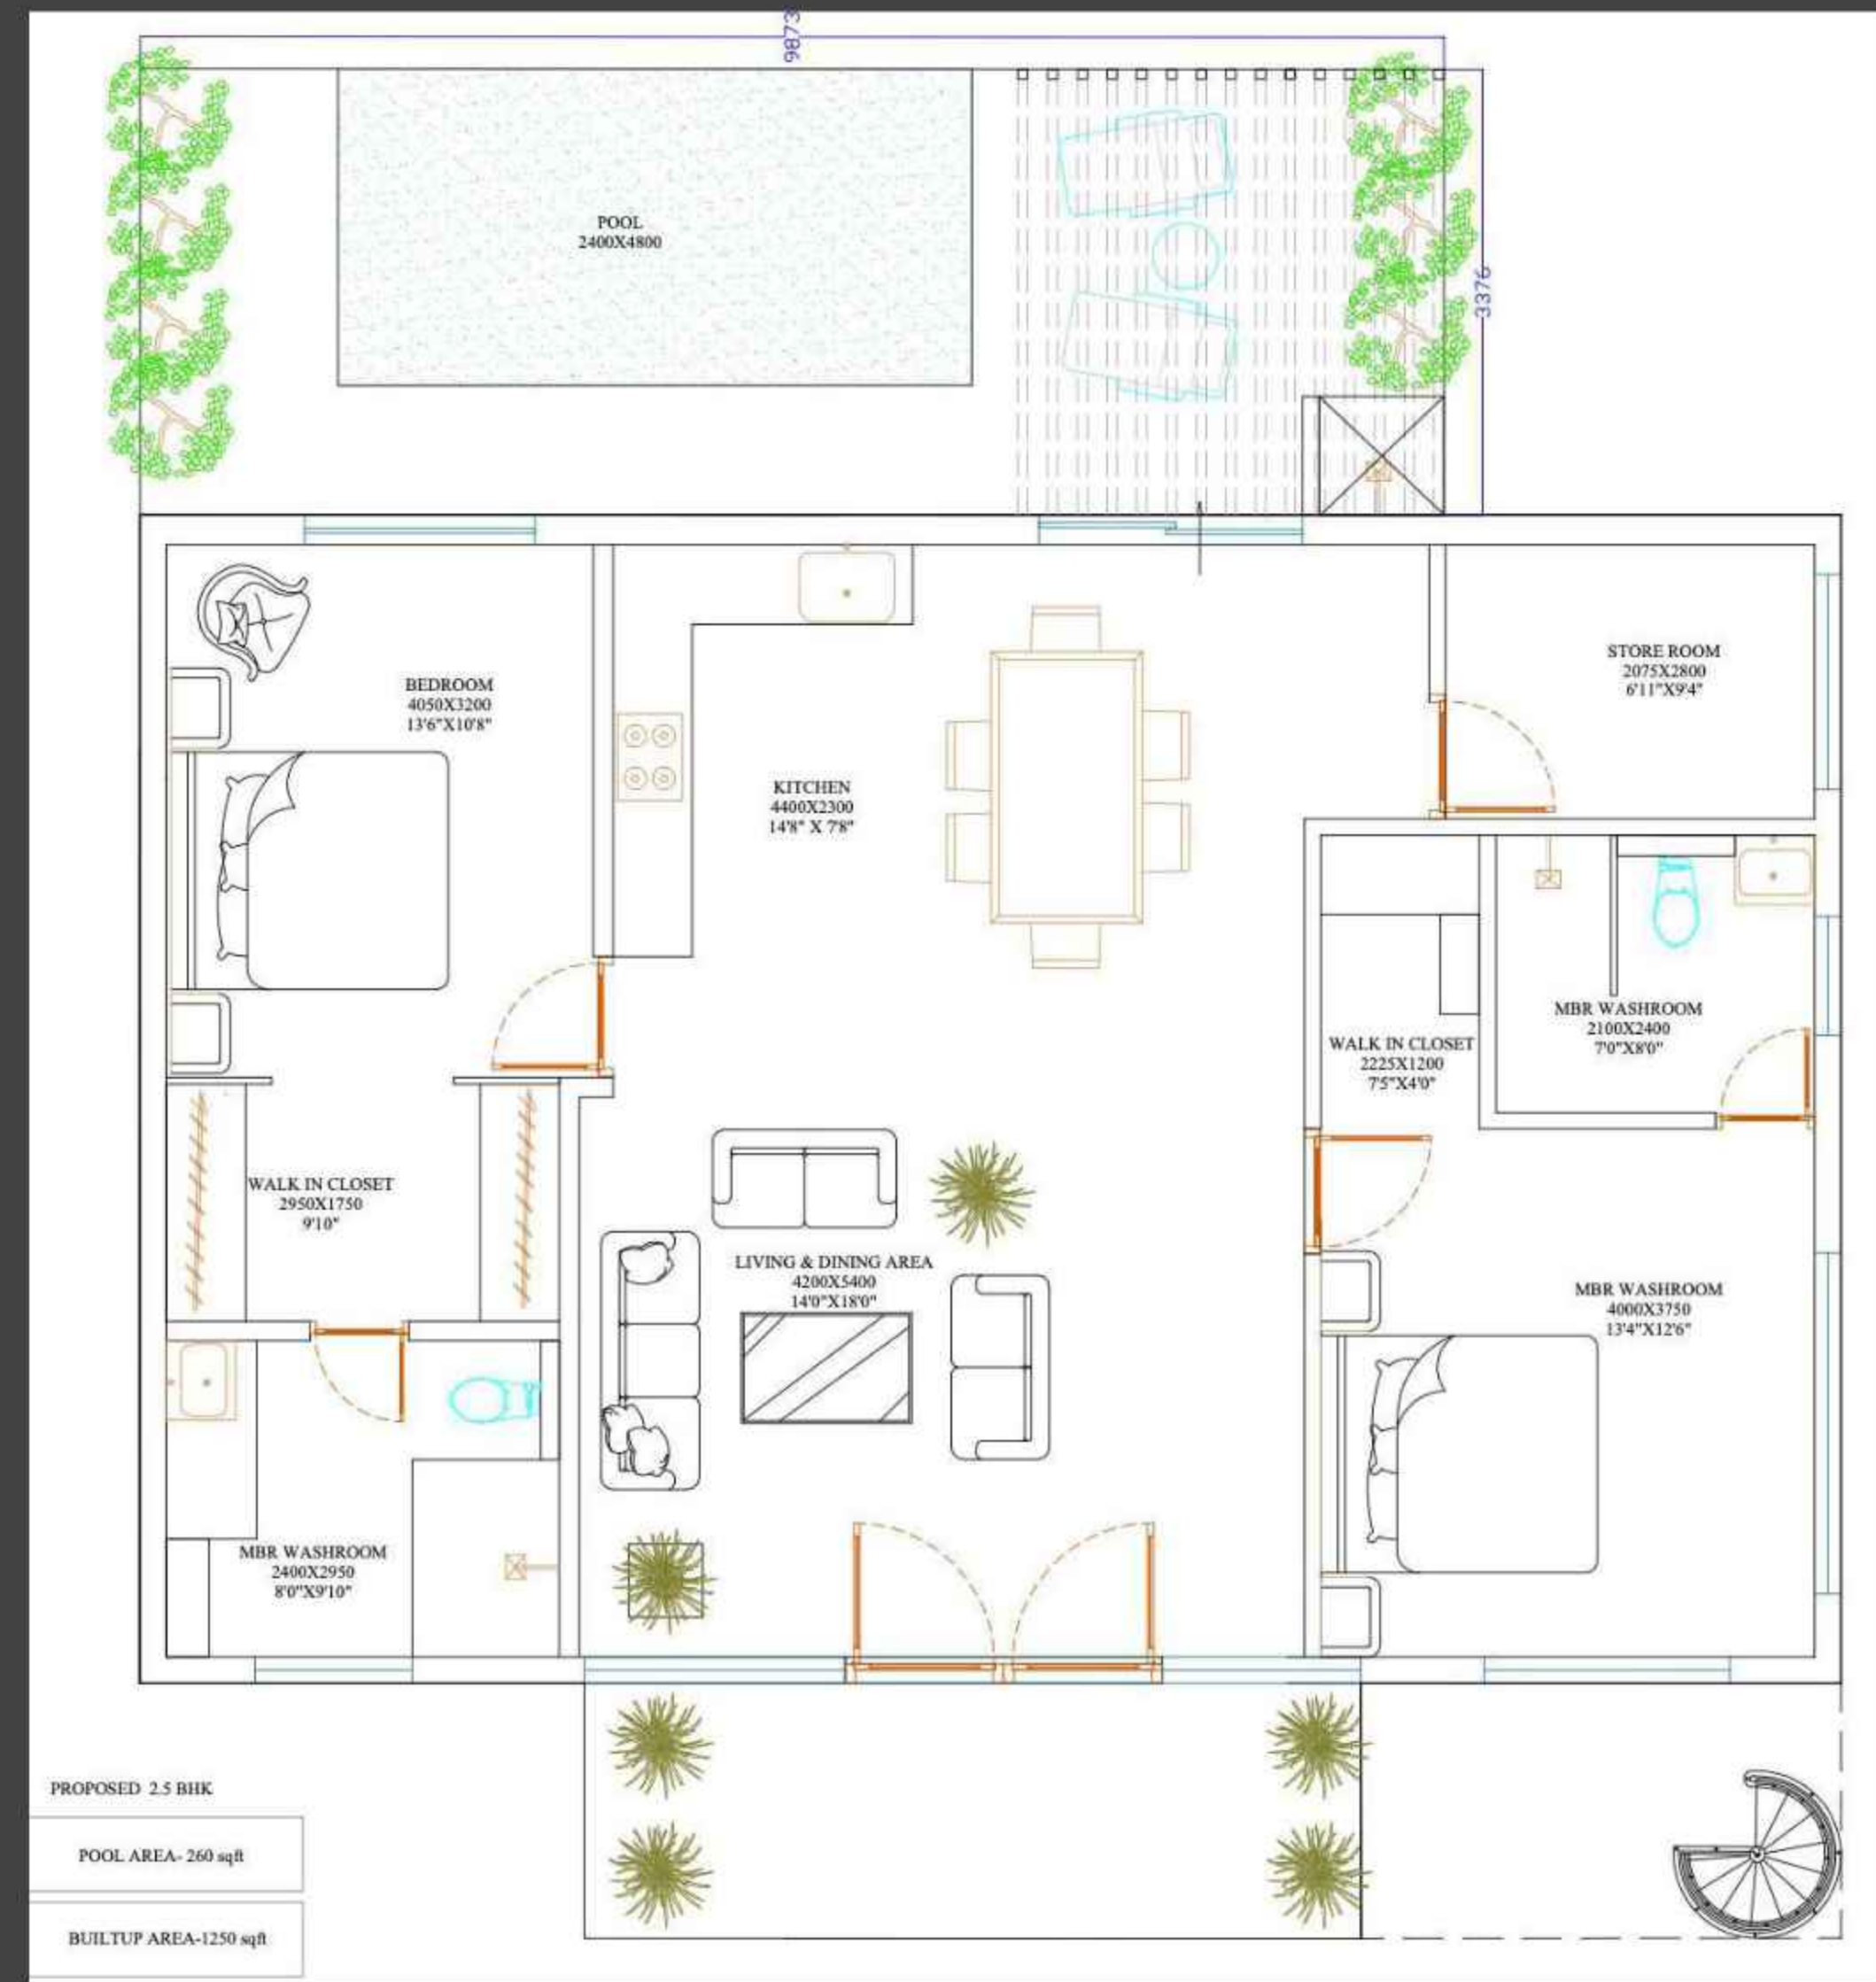 9873
POOL
2400X4800
3376
BEDROOM
4050X3200
13'6"X10'8"
STORE ROOM
2075X2800
6'11"X9'4"
KITCHEN
4400X2300
14'8" X 7'8"
MBR WASHROOM
2100X2400
7'0"X8'0"
WALK IN CLOSET
2225X1200
7'5"X4'0"
WALK IN CLOSET
2950X1750
9'10"
LIVING & DINING AREA
4200X5400
14'0"X18'0"
MBR WASHROOM
4000X3750
13'4"X12'6"
MBR WASHROOM
2400X2950
8'0"X9'10"
PROPOSED 2.5 BHK
POOL AREA- 260 sqft
BUILTUP AREA-1250 sqft